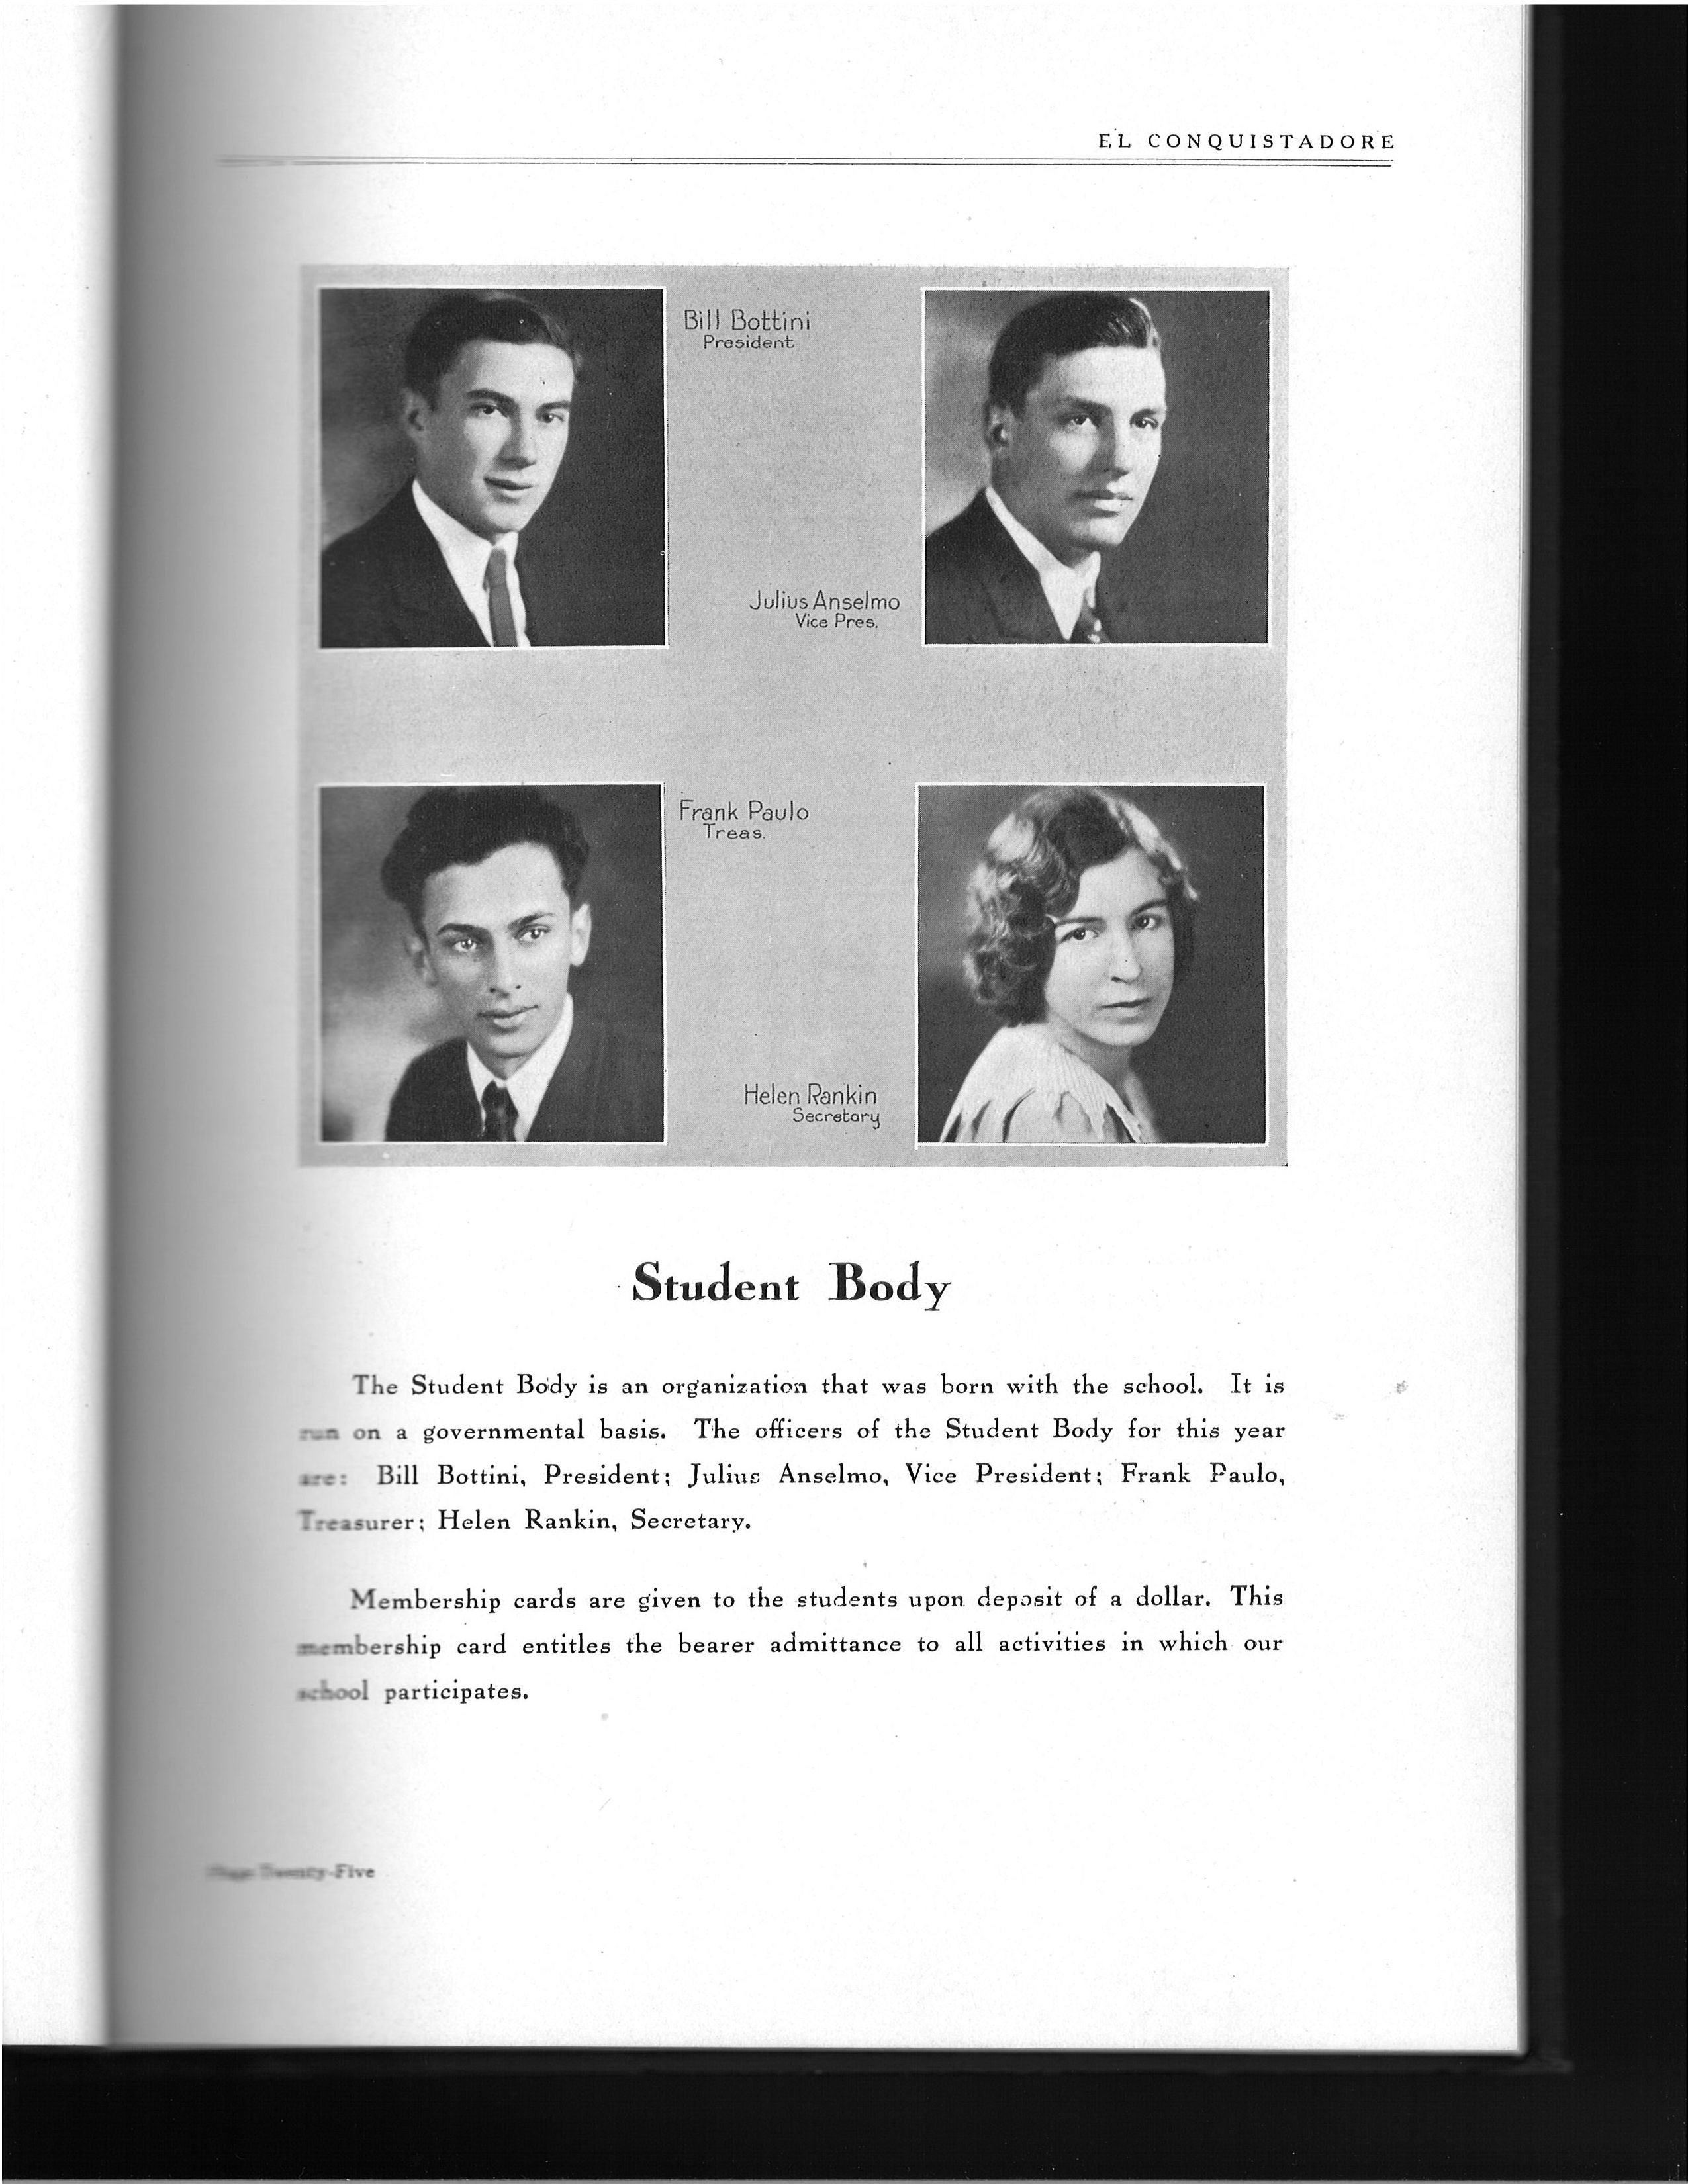 EL CONQUISTADORE
Bill Bottini
President
Julius Anselmo
Vice Pres.
Frank Paulo
Treas.
Helen Rankin
Secretary
Student Body
The Student Body is an organization that was born with the school. It is
run on a governmental basis. The officers of the Student Body for this year
are: Bill Bottini, President; Julius Anselmo, Vice President; Frank Paulo,
Treasurer; Helen Rankin, Secretary.
Membership cards are given to the students upon deposit of a dollar. This
membership card entitles the bearer admittance to all activities in which our
school participates.
Page Twenty-Five